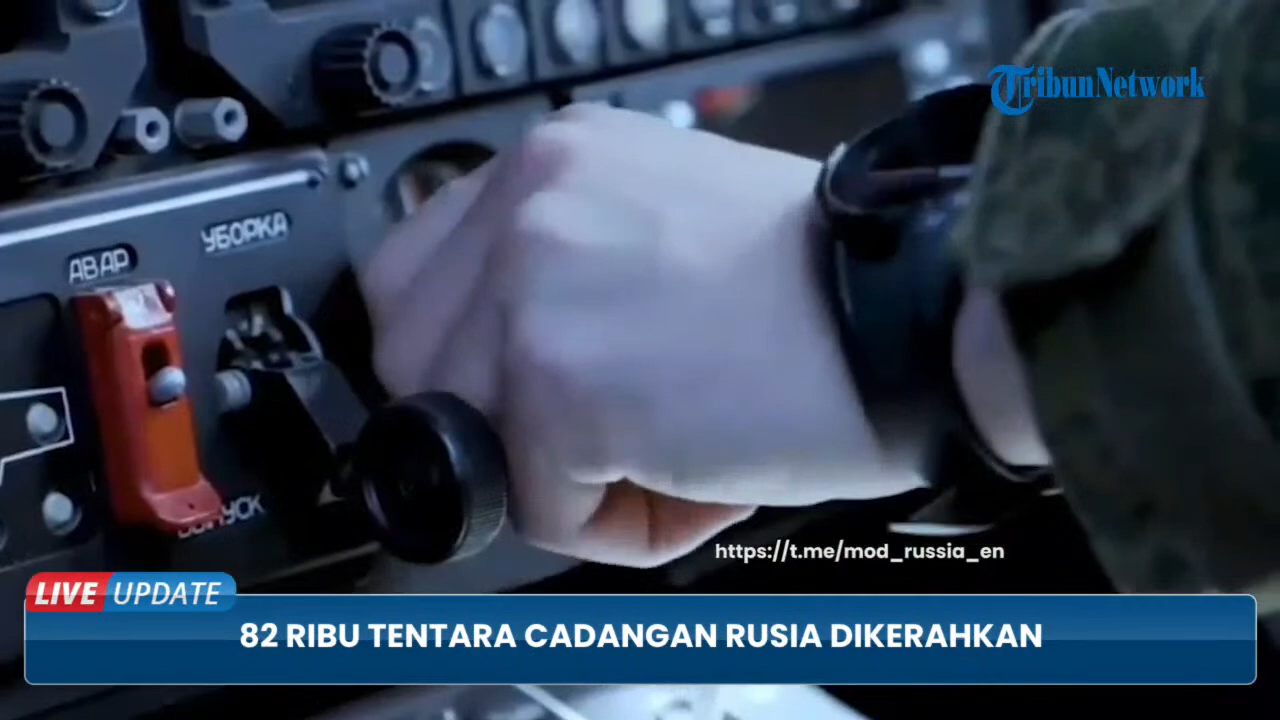 TribunNetwork
УБОРКА
АВАР
https://t.me/mod_russia_en
LIVE UPDATE
82 RIBU TENTARA CADANGAN RUSIA DIKERAHKAN